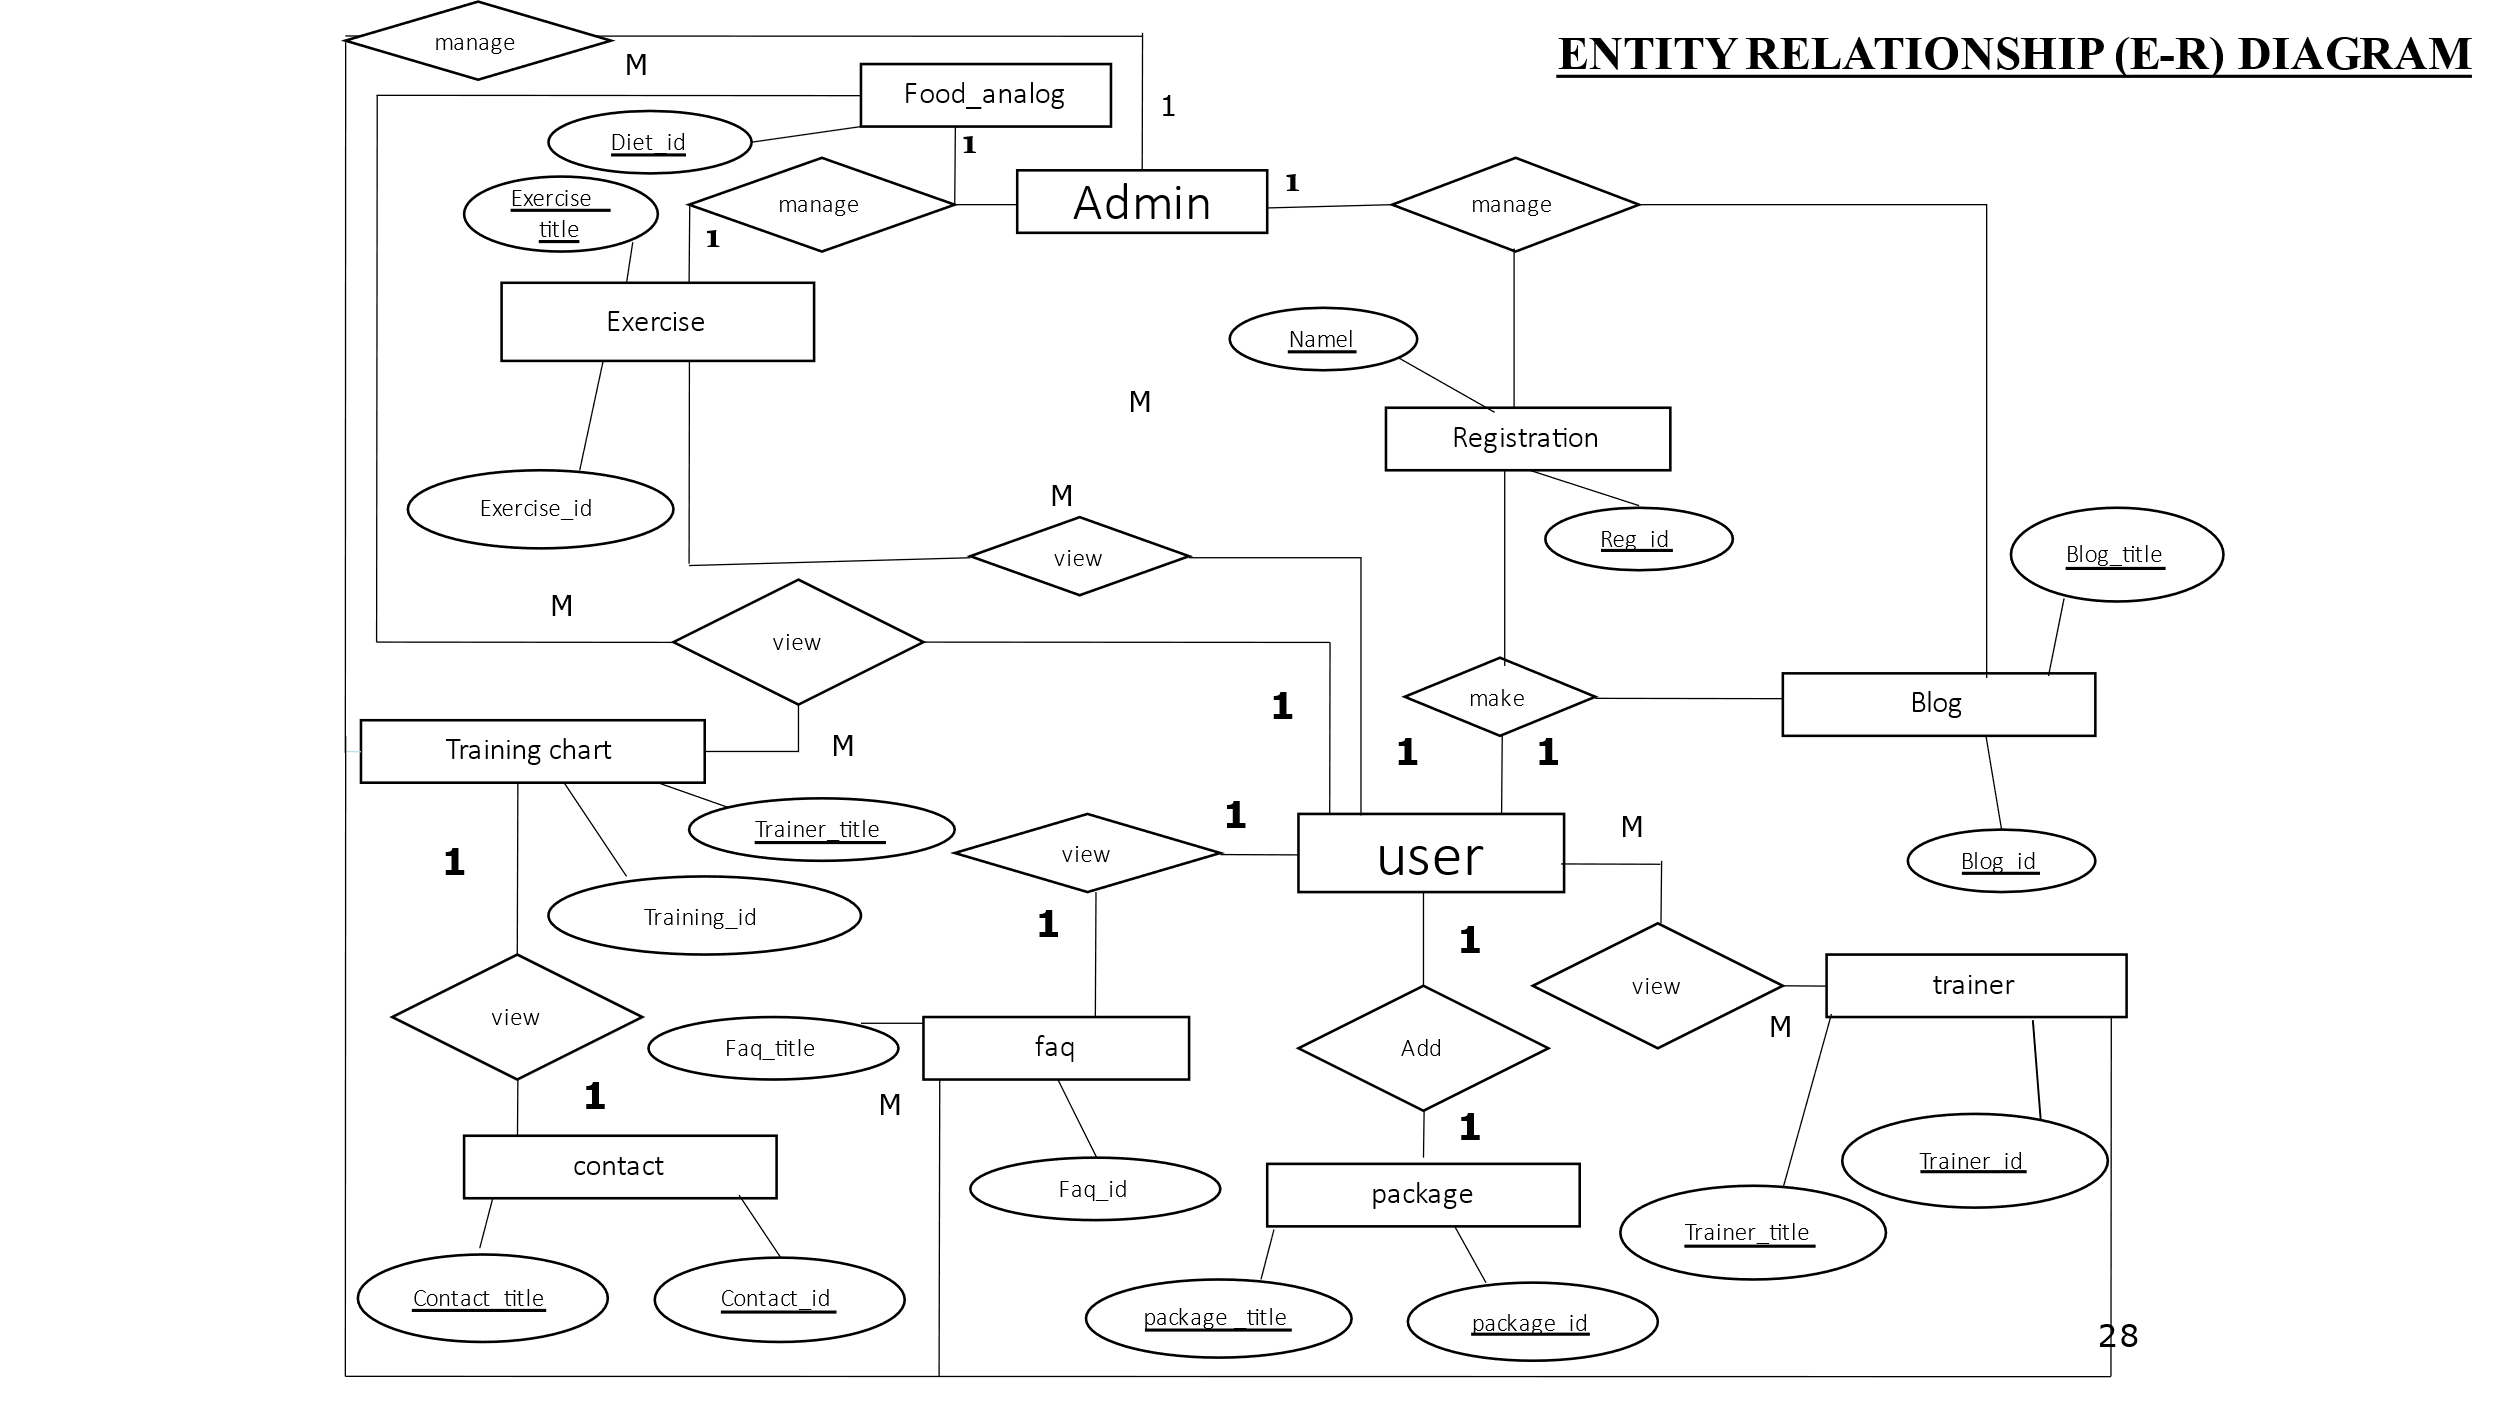 manage
ENTITY RELATIONSHIP (E-R) DIAGRAM
M
Food_analog
1
Diet_id
1
Exercise_
title
manage
Admin
1
manage
1
Exercise
Namel
M
Registration
M
Exercise_id
view
Reg_id
Blog_title
M
view
1
make
Blog
Training chart
M
1
1
Trainer_title
1
view
user
M
1
Blog_id
Training_id
1
1
view
view
trainer
Faq_title
faq
Add
M
1
M
1
contact
package
Trainer_id
Faq_id
Trainer_title
Contact_title
Contact_id
package_title
package_id
28